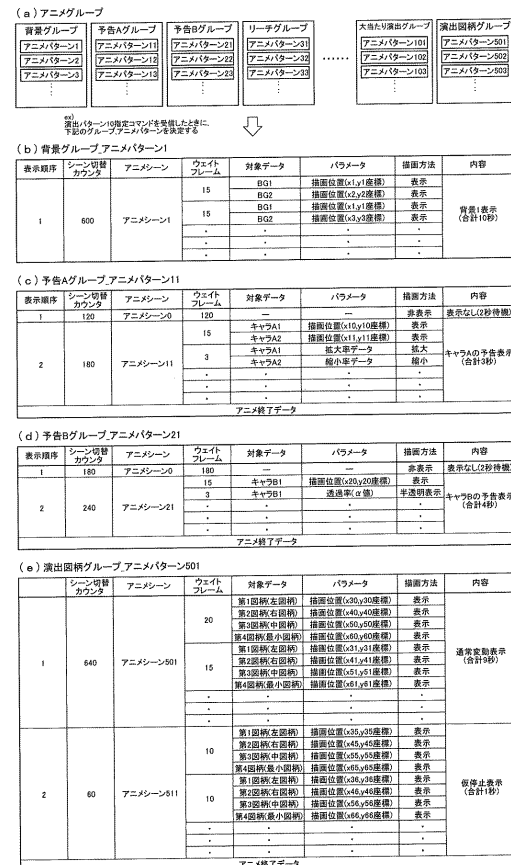 (a) アニメグループ
背景グループ 予告Aグループ 予告Bグループ リーチグループ 大当たり演出グループ 演出図柄グループ
アニメパターン1 アニメパターン11 アニメパターン21 アニメパターン31 アニメパターン101 アニメパターン501
アニメパターン2 アニメパターン12 アニメパターン22 アニメパターン32 …… アニメパターン102 アニメパターン502
アニメパターン3 アニメパターン13 アニメパターン23 アニメパターン33 アニメパターン103 アニメパターン503
ex)
演出パターン10指定コマンドを受信したときに、
下記のグループ、アニメパターンを決定する
(b) 背景グループ_アニメパターン1
表示順序 シーン切替カウンタ アニメシーン ウェイトフレーム 対象データ パラメータ 描画方法 内容
1 600 アニメシーン1 15 BG1 描画位置(x1,y1座標) 表示 背景1表示(合計10秒)
BG2 描画位置(x2,y2座標) 表示
15 BG1 描画位置(x1,y1座標) 表示
BG2 描画位置(x3,y3座標) 表示
(c) 予告Aグループ_アニメパターン11
表示順序 シーン切替カウンタ アニメシーン ウェイトフレーム 対象データ パラメータ 描画方法 内容
1 120 アニメシーン0 120 — — 非表示 表示なし(2秒待機)
2 180 アニメシーン11 15 キャラA1 描画位置(x10,y10座標) 表示 キャラAの予告表示(合計3秒)
キャラA2 描画位置(x11,y11座標) 表示
3 キャラA1 拡大率データ 拡大
キャラA2 縮小率データ 縮小
アニメ終了データ
(d) 予告Bグループ_アニメパターン21
表示順序 シーン切替カウンタ アニメシーン ウェイトフレーム 対象データ パラメータ 描画方法 内容
1 180 アニメシーン0 180 — — 非表示 表示なし(2秒待機)
2 240 アニメシーン21 15 キャラB1 描画位置(x20,y20座標) 表示 キャラBの予告表示(合計4秒)
3 キャラB1 透過率(α値) 半透明表示
アニメ終了データ
(e) 演出図柄グループ_アニメパターン501
シーン切替カウンタ アニメシーン ウェイトフレーム 対象データ パラメータ 描画方法 内容
1 640 アニメシーン501 20 第1図柄(左図柄) 描画位置(x30,y30座標) 表示 通常変動表示(合計9秒)
第2図柄(右図柄) 描画位置(x40,y40座標) 表示
第3図柄(中図柄) 描画位置(x50,y50座標) 表示
第4図柄(最小図柄) 描画位置(x60,y60座標) 表示
15 第1図柄(左図柄) 描画位置(x31,y31座標) 表示
第2図柄(右図柄) 描画位置(x41,y41座標) 表示
第3図柄(中図柄) 描画位置(x51,y51座標) 表示
第4図柄(最小図柄) 描画位置(x61,y61座標) 表示
2 60 アニメシーン511 10 第1図柄(左図柄) 描画位置(x35,y35座標) 表示 仮停止表示(合計1秒)
第2図柄(右図柄) 描画位置(x45,y45座標) 表示
第3図柄(中図柄) 描画位置(x55,y55座標) 表示
第4図柄(最小図柄) 描画位置(x65,y65座標) 表示
10 第1図柄(左図柄) 描画位置(x36,y36座標) 表示
第2図柄(右図柄) 描画位置(x46,y46座標) 表示
第3図柄(中図柄) 描画位置(x56,y56座標) 表示
第4図柄(最小図柄) 描画位置(x66,y66座標) 表示
アニメ終了データ